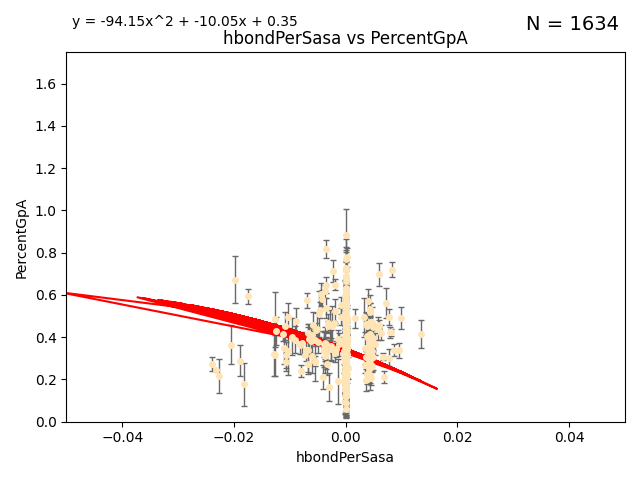 y = -94.15x^2 + -10.05x + 0.35
N = 1634
hbondPerSasa vs PercentGpA
1.6
1.4
1.2
1.0
0.8
0.6
0.4
0.2
0.0
PercentGpA
−0.04 −0.02 0.00 0.02 0.04
hbondPerSasa